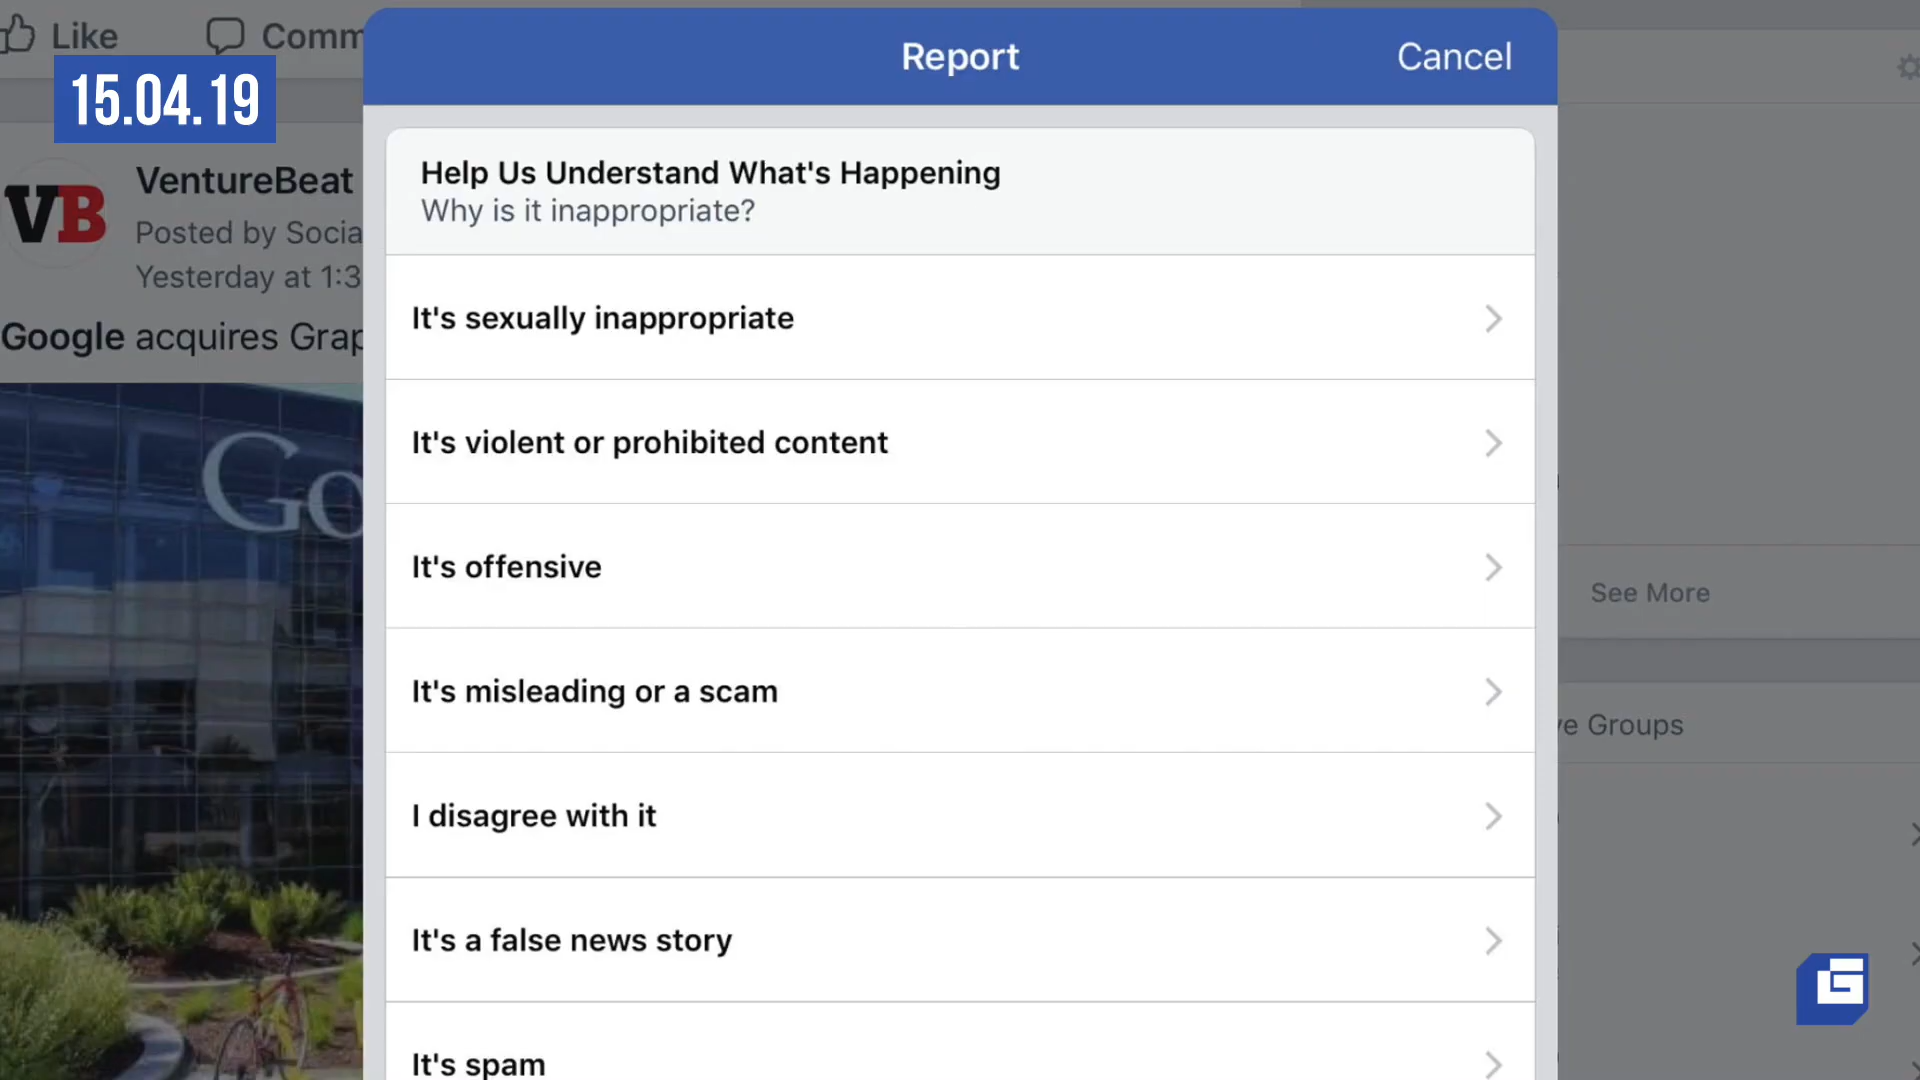 Like
Comm
15.04.19
VentureBeat
Posted by Socia
Yesterday at 1:3
Google acquires Grap
Go
Report
Cancel
Help Us Understand What's Happening
Why is it inappropriate?
It's sexually inappropriate
It's violent or prohibited content
It's offensive
It's misleading or a scam
I disagree with it
It's a false news story
It's spam
See More
ve Groups